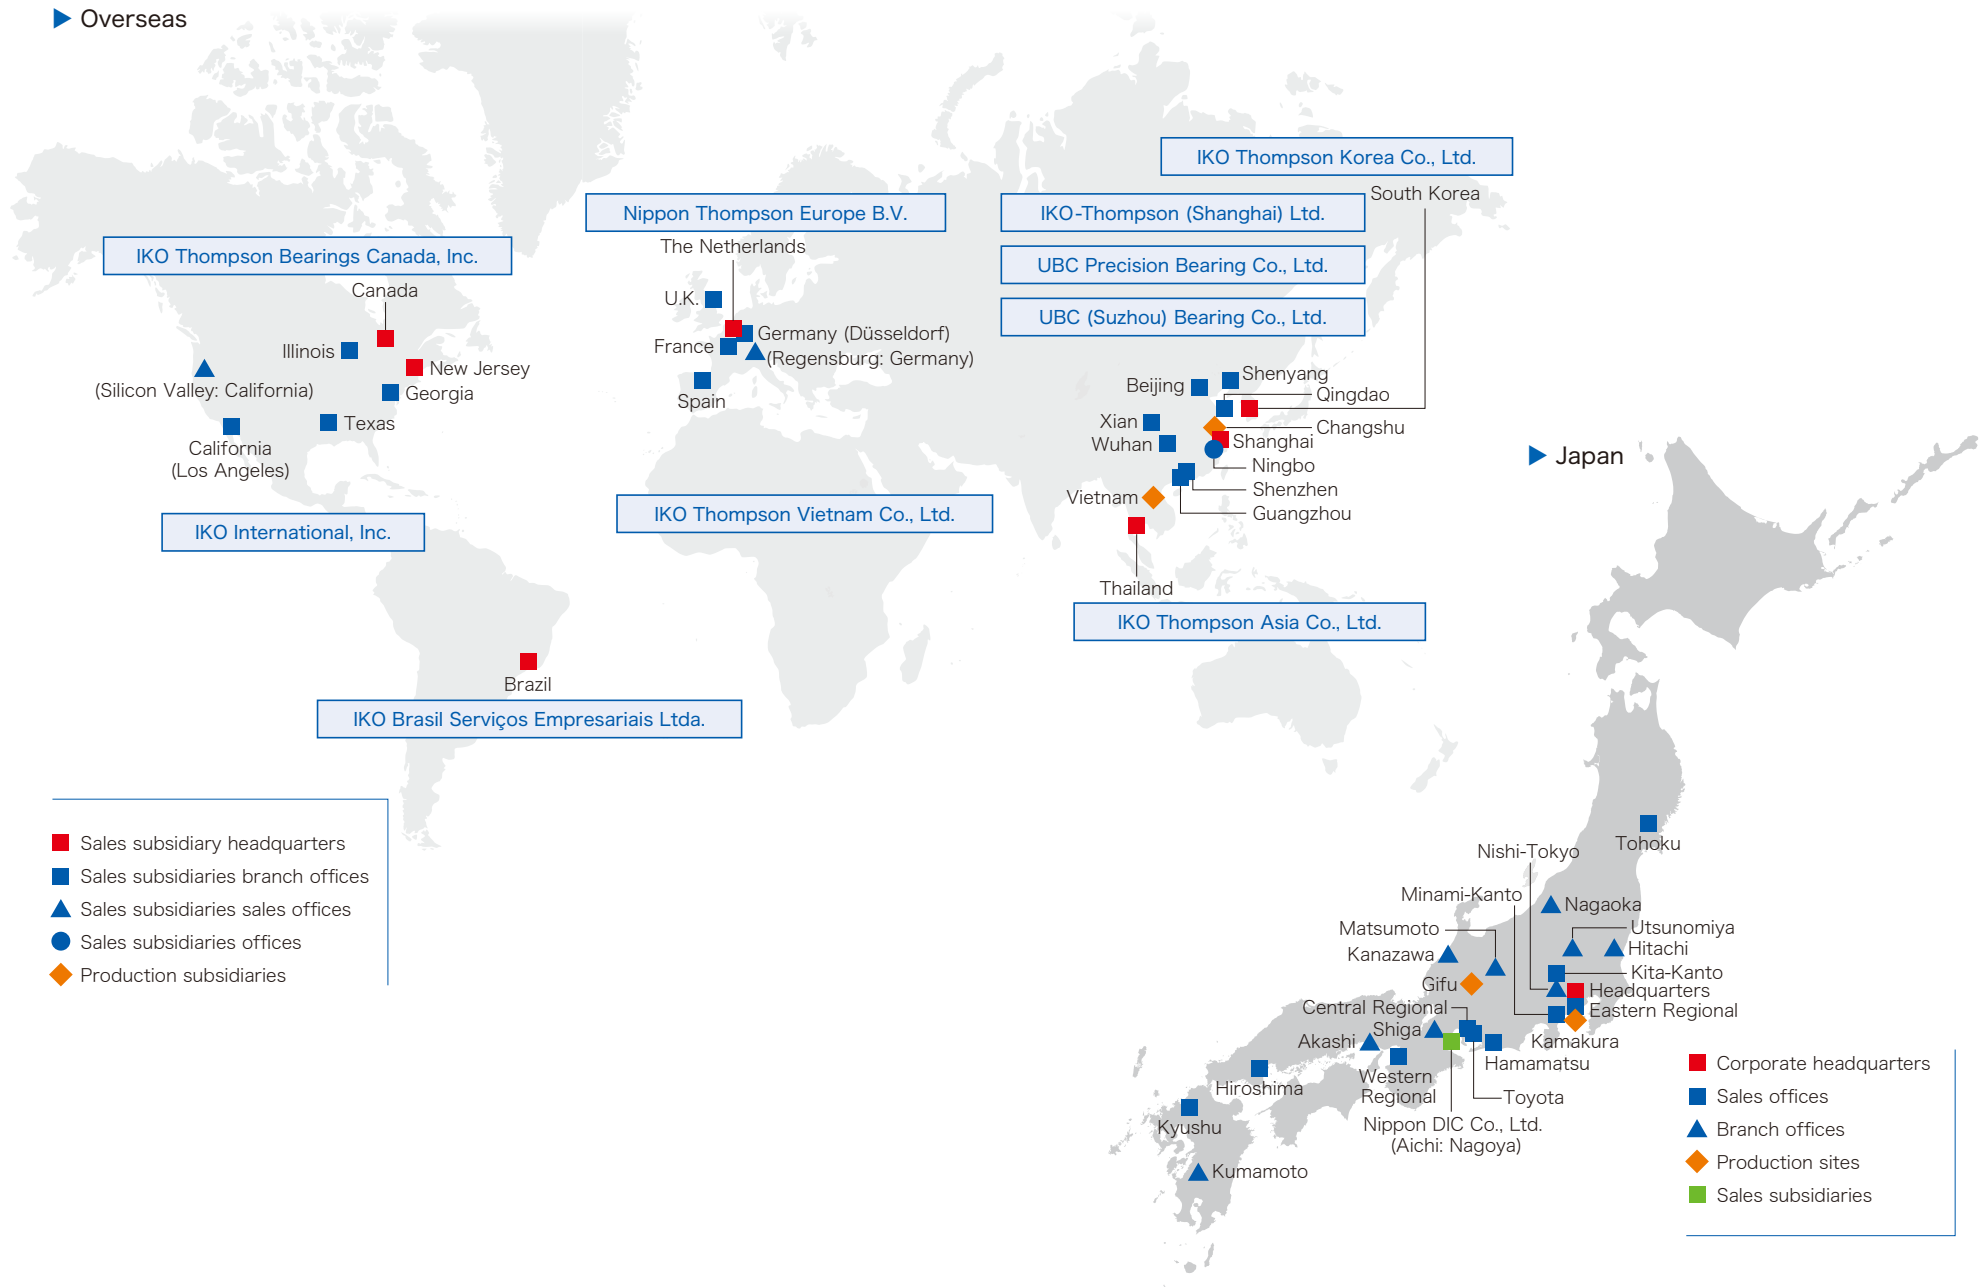 Overseas
IKO Thompson Korea Co., Ltd.
South Korea
Nippon Thompson Europe B.V.
The Netherlands
IKO-Thompson (Shanghai) Ltd.
UBC Precision Bearing Co., Ltd.
UBC (Suzhou) Bearing Co., Ltd.
IKO Thompson Bearings Canada, Inc.
Canada
Illinois
New Jersey
(Silicon Valley: California)
Georgia
Texas
California
(Los Angeles)
IKO International, Inc.
U.K.
Germany (Düsseldorf)
France
(Regensburg: Germany)
Spain
Beijing
Shenyang
Qingdao
Xian
Changshu
Wuhan
Shanghai
Ningbo
Shenzhen
Vietnam
Guangzhou
Thailand
IKO Thompson Vietnam Co., Ltd.
IKO Thompson Asia Co., Ltd.
Brazil
IKO Brasil Serviços Empresariais Ltda.
Sales subsidiary headquarters
Sales subsidiaries branch offices
Sales subsidiaries sales offices
Sales subsidiaries offices
Production subsidiaries
Japan
Tohoku
Nishi-Tokyo
Minami-Kanto
Nagaoka
Matsumoto
Utsunomiya
Kanazawa
Hitachi
Kita-Kanto
Gifu
Headquarters
Central Regional
Eastern Regional
Shiga
Akashi
Kamakura
Hamamatsu
Western
Regional
Hiroshima
Toyota
Kyushu
Nippon DIC Co., Ltd.
(Aichi: Nagoya)
Kumamoto
Corporate headquarters
Sales offices
Branch offices
Production sites
Sales subsidiaries